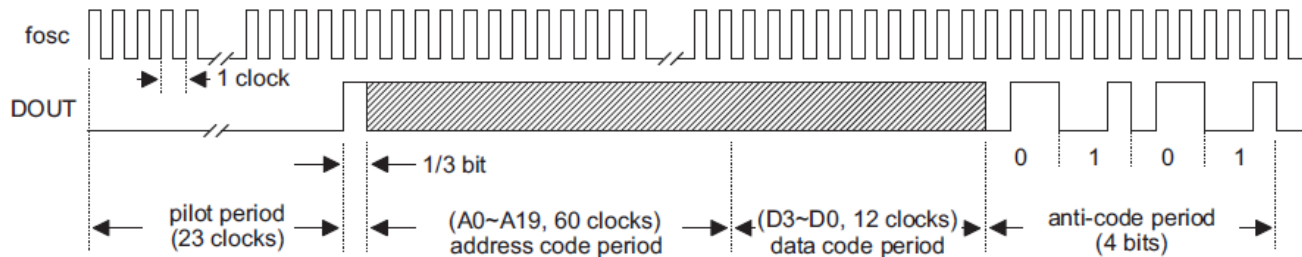 fosc
1 clock
DOUT
1/3 bit
0 1 0 1
pilot period
(23 clocks)
(A0~A19, 60 clocks)
address code period
(D3~D0, 12 clocks)
data code period
anti-code period
(4 bits)